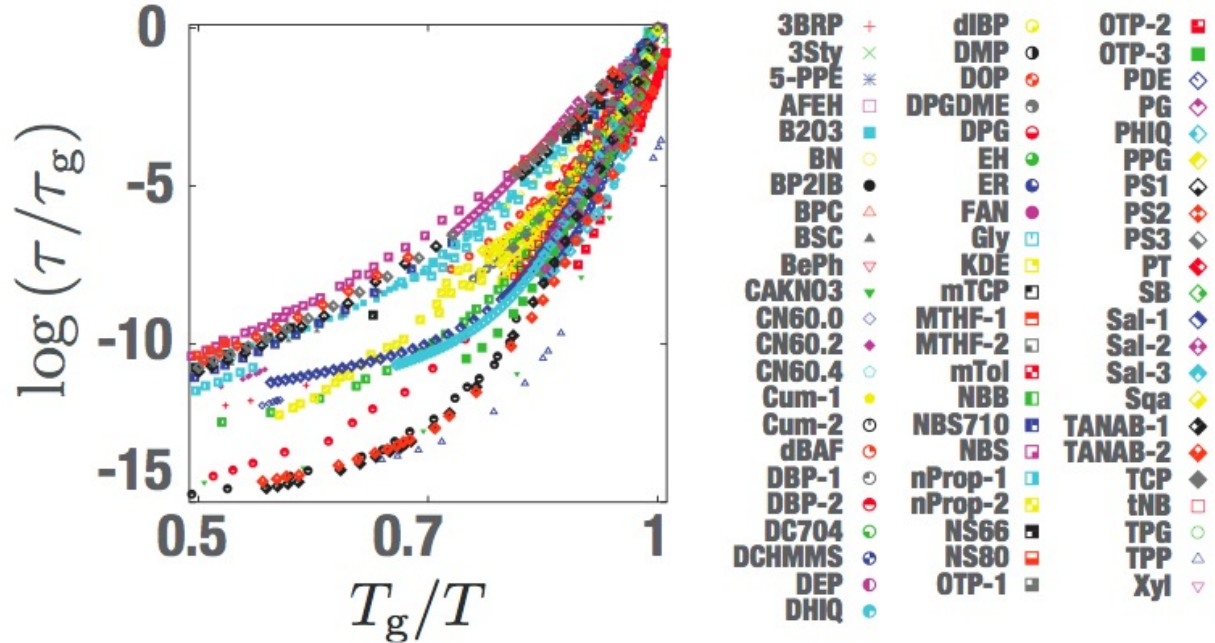 0
-5
-10
-15
log (τ/τg)
0.5
0.7
1
Tg/T
3BRP
3Sty
5-PPE
AFEH
B2O3
BN
BP2IB
BPC
BSC
BePh
CAKNO3
CN60.0
CN60.2
CN60.4
Cum-1
Cum-2
dBAF
DBP-1
DBP-2
DC704
DCHMMS
DEP
DHIQ
dIBP
DMP
DOP
DPGDME
DPG
EH
ER
FAN
Gly
KDE
mTCP
MTHF-1
MTHF-2
mTol
NBB
NBS710
NBS
nProp-1
nProp-2
NS66
NS80
OTP-1
OTP-2
OTP-3
PDE
PG
PHIQ
PPG
PS1
PS2
PS3
PT
SB
Sal-1
Sal-2
Sal-3
Sqa
TANAB-1
TANAB-2
TCP
tNB
TPG
TPP
Xyl